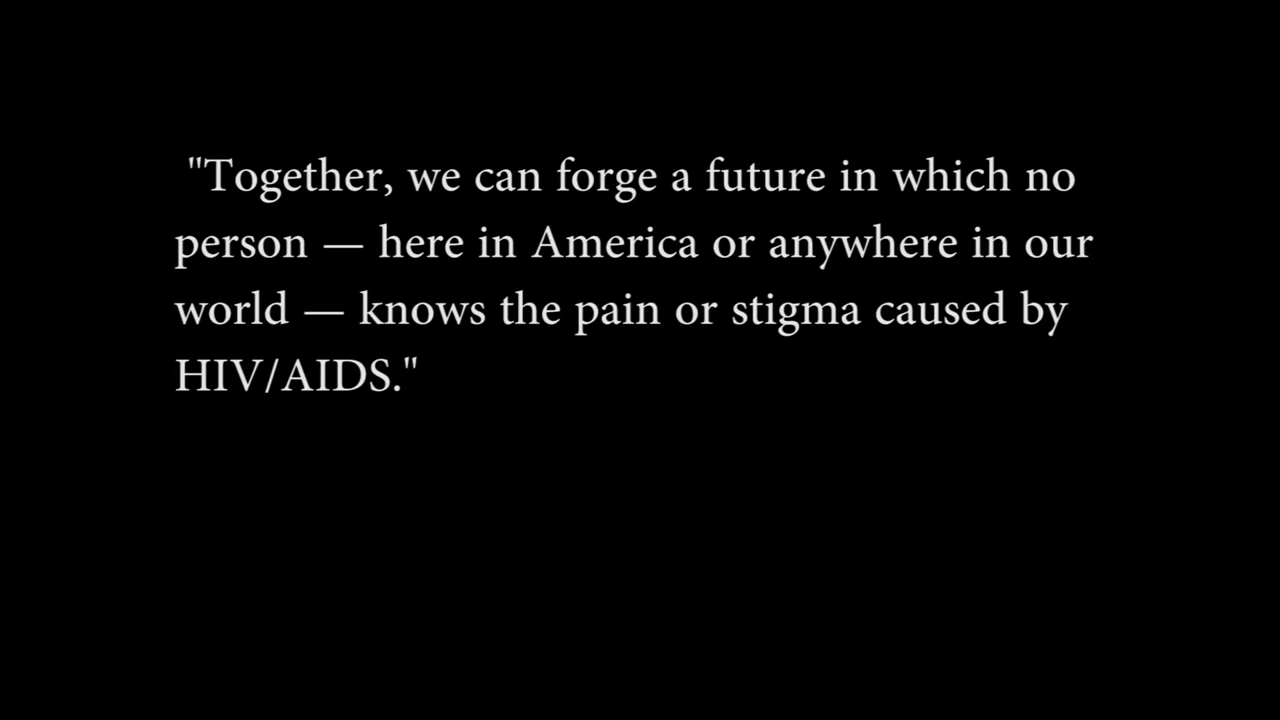 "Together, we can forge a future in which no
person — here in America or anywhere in our
world — knows the pain or stigma caused by
HIV/AIDS."